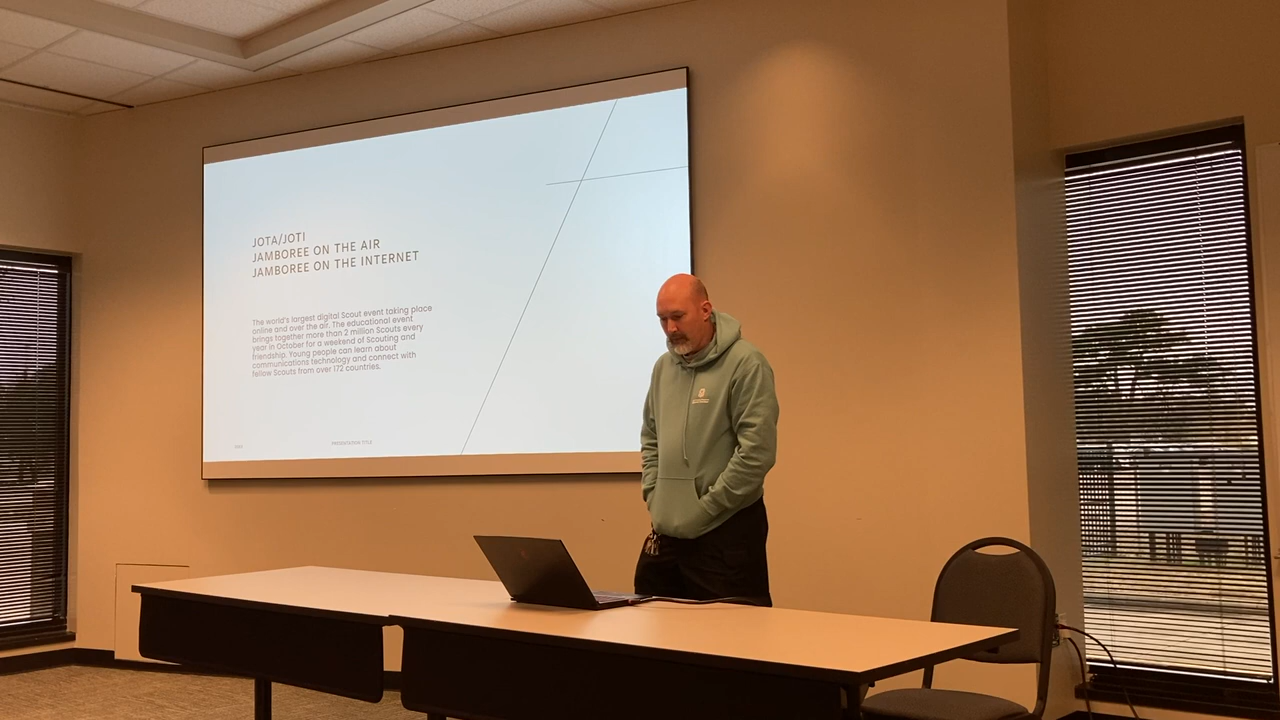 JOTA/JOTI
JAMBOREE ON THE AIR
JAMBOREE ON THE INTERNET
The world's largest digital Scout event taking place
online and over the air. The educational event
brings together more than 2 million Scouts every
year in October for a weekend of Scouting and
friendship. Young people can learn about
communications technology and connect with
fellow Scouts from over 172 countries.
PRESENTATION TITLE